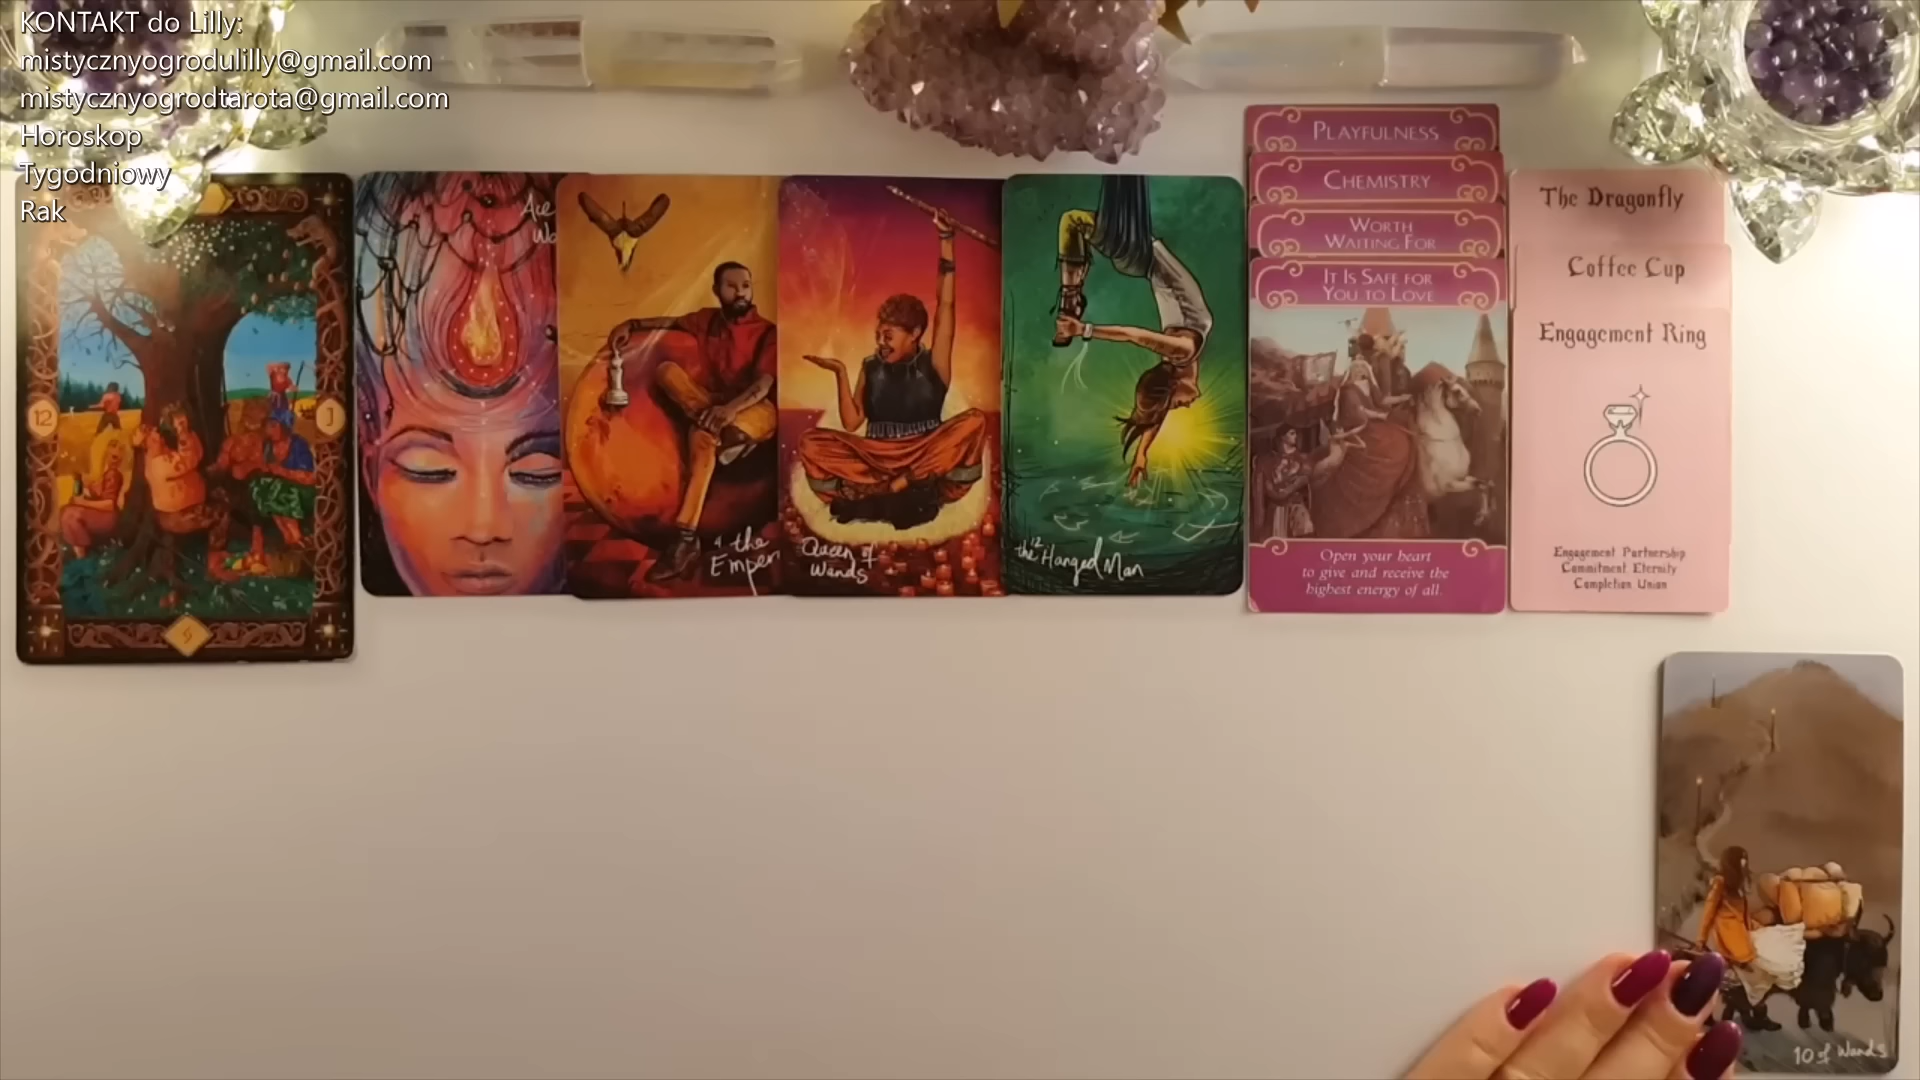 KONTAKT do Lilly:
mistycznyogrodulilly@gmail.com
mistycznyogrodtarota@gmail.com
Horoskop
Tygodniowy
Rak
12
J
Ace
Wa
4 the
Emper
Queen of
Wands
12
the Hanged Man
PLAYFULNESS
CHEMISTRY
WORTH
WAITING FOR
IT IS SAFE FOR
YOU TO LOVE
Open your heart
to give and receive the
highest energy of all.
The Dragonfly
Coffee Cup
Engagement Ring
Engagement Partnership
Commitment Eternity
Completion Union
10 of Wands